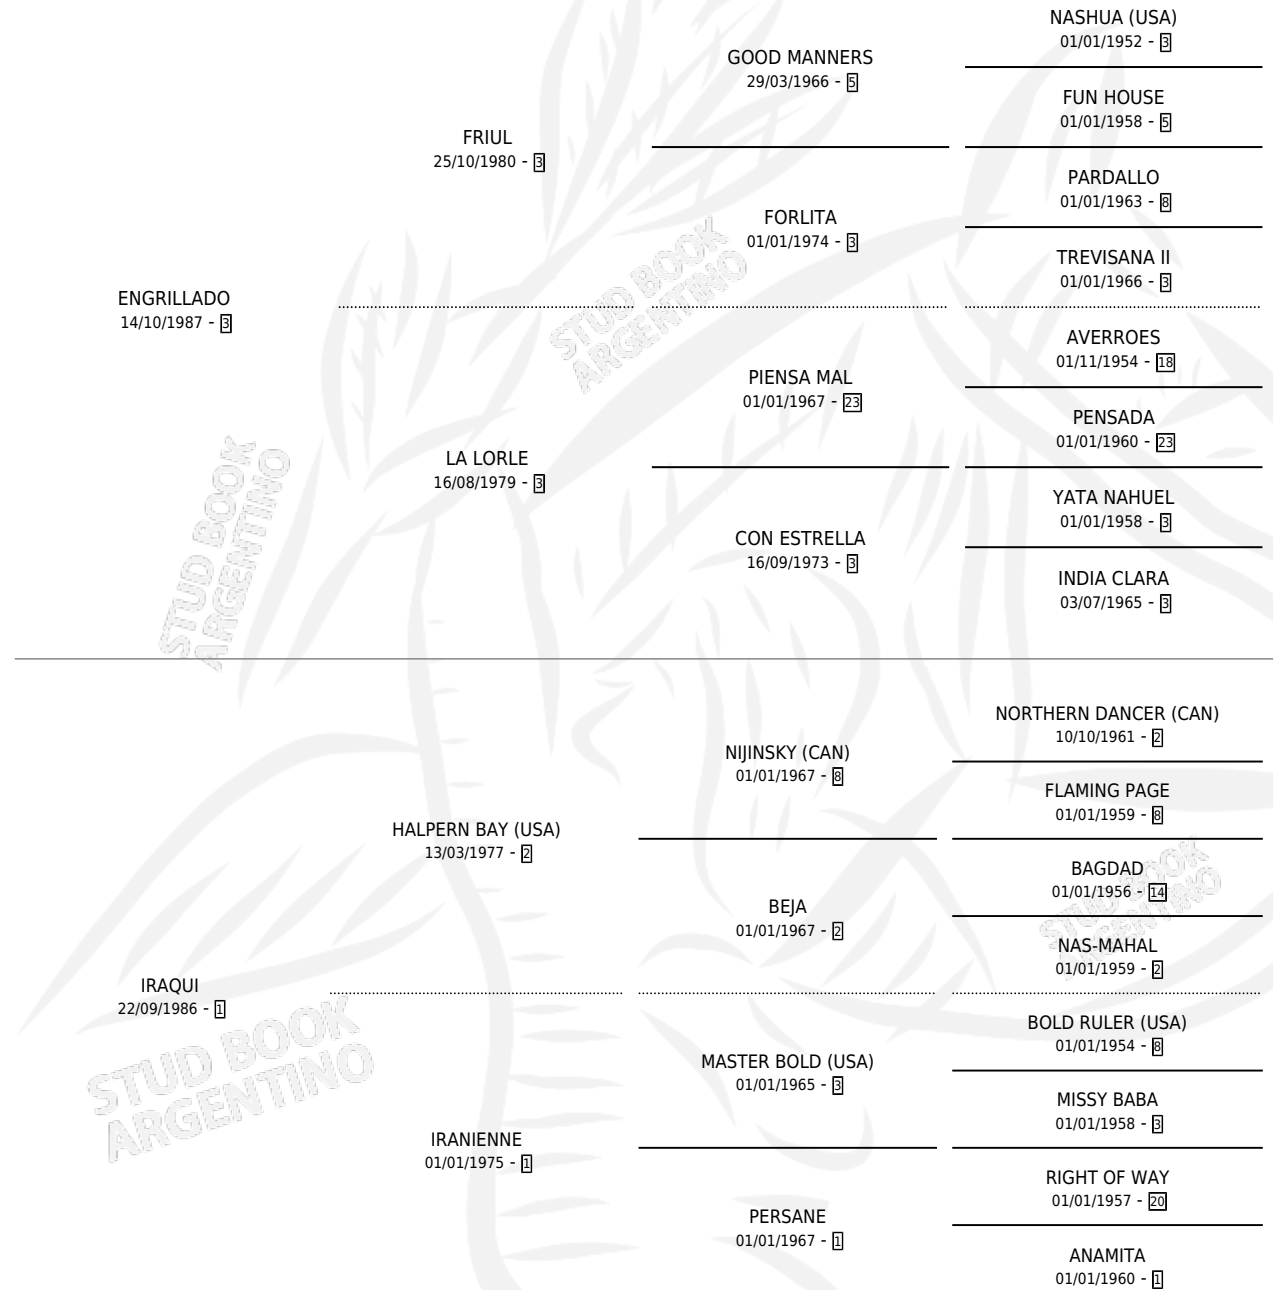 NASHUA (USA)
01/01/1952 - 3
GOOD MANNERS
29/03/1966 - 5
FUN HOUSE
01/01/1958 - 5
FRIUL
25/10/1980 - 3
PARDALLO
01/01/1963 - 8
FORLITA
01/01/1974 - 3
TREVISANA II
01/01/1966 - 3
ENGRILLADO
14/10/1987 - 3
AVERROES
01/11/1954 - 18
PIENSA MAL
01/01/1967 - 23
PENSADA
01/01/1960 - 23
LA LORLE
16/08/1979 - 3
YATA NAHUEL
01/01/1958 - 3
CON ESTRELLA
16/09/1973 - 3
INDIA CLARA
03/07/1965 - 3
NORTHERN DANCER (CAN)
10/10/1961 - 2
NIJINSKY (CAN)
01/01/1967 - 8
FLAMING PAGE
01/01/1959 - 8
HALPERN BAY (USA)
13/03/1977 - 2
BAGDAD
01/01/1956 - 14
BEJA
01/01/1967 - 2
NAS-MAHAL
01/01/1959 - 2
IRAQUI
22/09/1986 - 1
BOLD RULER (USA)
01/01/1954 - 8
MASTER BOLD (USA)
01/01/1965 - 3
MISSY BABA
01/01/1958 - 3
IRANIENNE
01/01/1975 - 1
RIGHT OF WAY
01/01/1957 - 20
PERSANE
01/01/1967 - 1
ANAMITA
01/01/1960 - 1
STUD BOOK
ARGENTINO
STUD BOOK
ARGENTINO
STUD BOOK
ARGENTINO
STUD BOOK
ARGENTINO